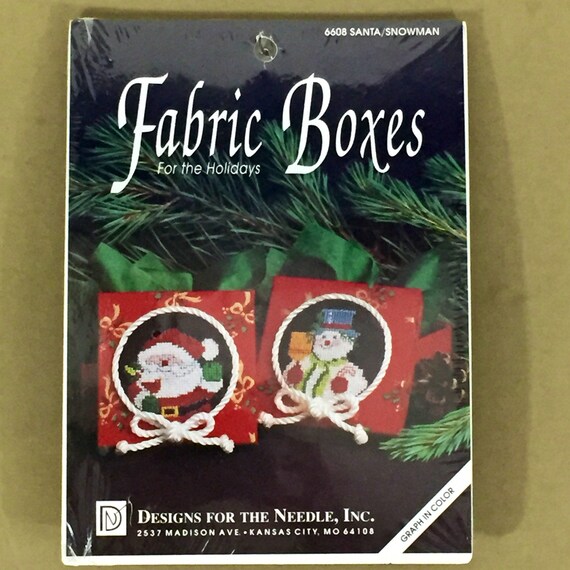 6608 SANTA/SNOWMAN
Fabric Boxes
For the Holidays
DN
DESIGNS FOR THE NEEDLE, INC.
2537 MADISON AVE. • KANSAS CITY, MO 64108
GRAPH IN COLOR